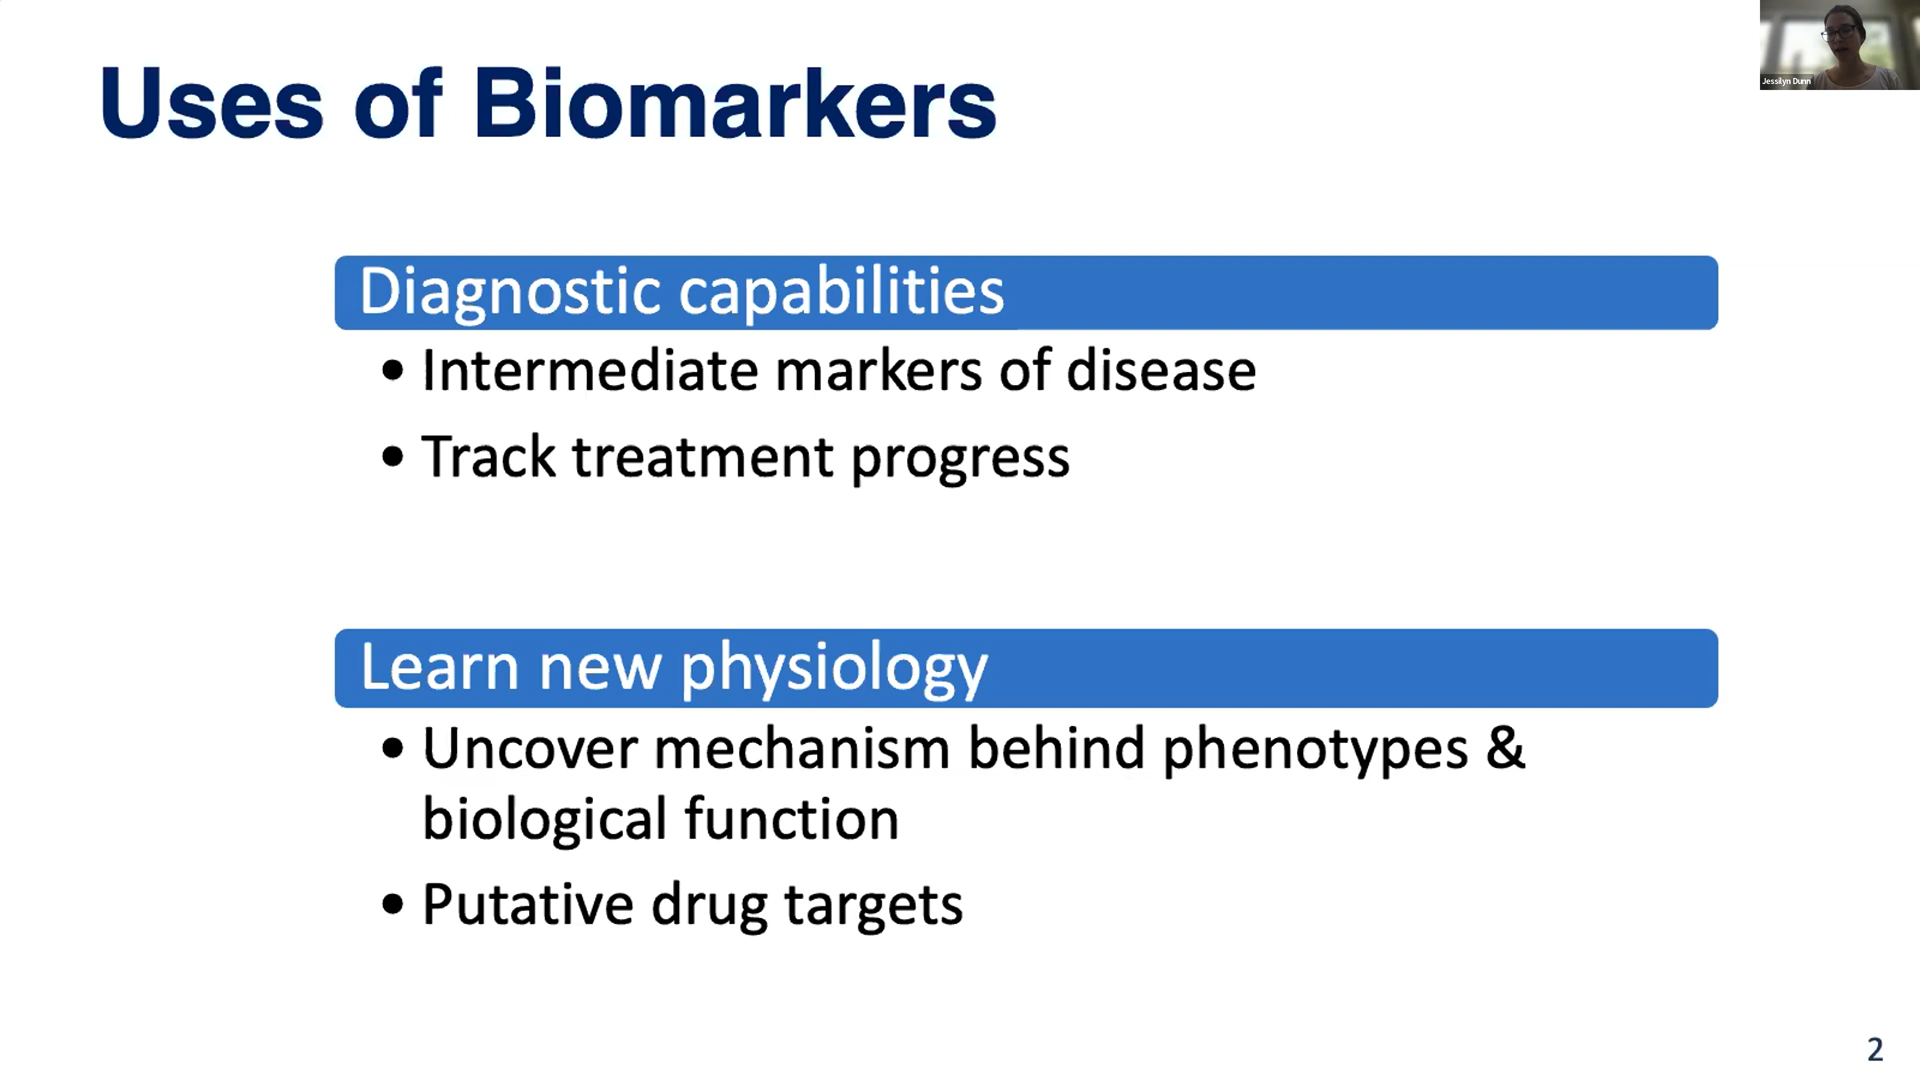 Uses of Biomarkers
Jessilyn Dunn
Diagnostic capabilities
• Intermediate markers of disease
• Track treatment progress
Learn new physiology
• Uncover mechanism behind phenotypes &
biological function
• Putative drug targets
2